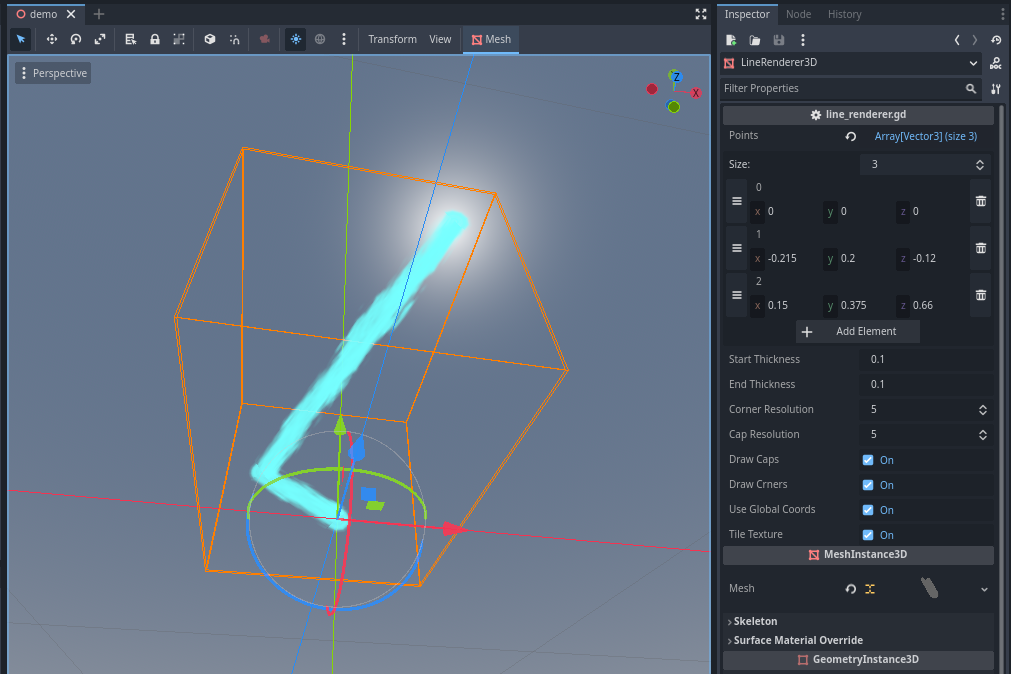 demo
Transform View Mesh
Perspective
Z
X
Inspector Node History
LineRenderer3D
Filter Properties
line_renderer.gd
Points Array[Vector3] (size 3)
Size: 3
0
x 0 y 0 z 0
1
x -0.215 y 0.2 z -0.12
2
x 0.15 y 0.375 z 0.66
Add Element
Start Thickness 0.1
End Thickness 0.1
Corner Resolution 5
Cap Resolution 5
Draw Caps On
Draw Crners On
Use Global Coords On
Tile Texture On
MeshInstance3D
Mesh
Skeleton
Surface Material Override
GeometryInstance3D